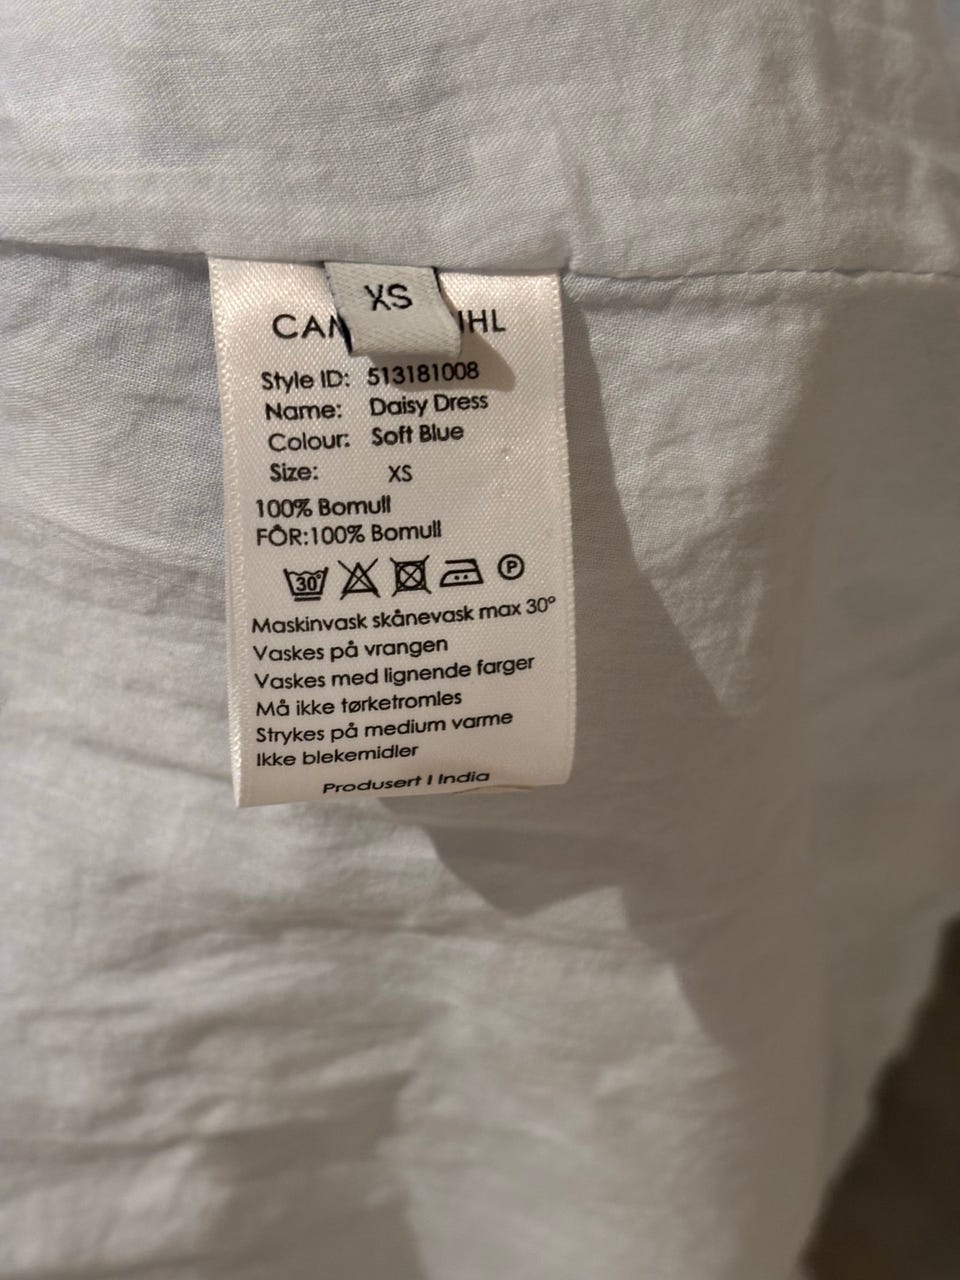 XS
Style ID: 513181008
Name: Daisy Dress
Colour: Soft Blue
Size: XS
100% Bomull
FÔR:100% Bomull
30°
P
Maskinvask skånevask max 30°
Vaskes på vrangen
Vaskes med lignende farger
Må ikke tørketromles
Strykes på medium varme
Ikke blekemidler
Produsert I India